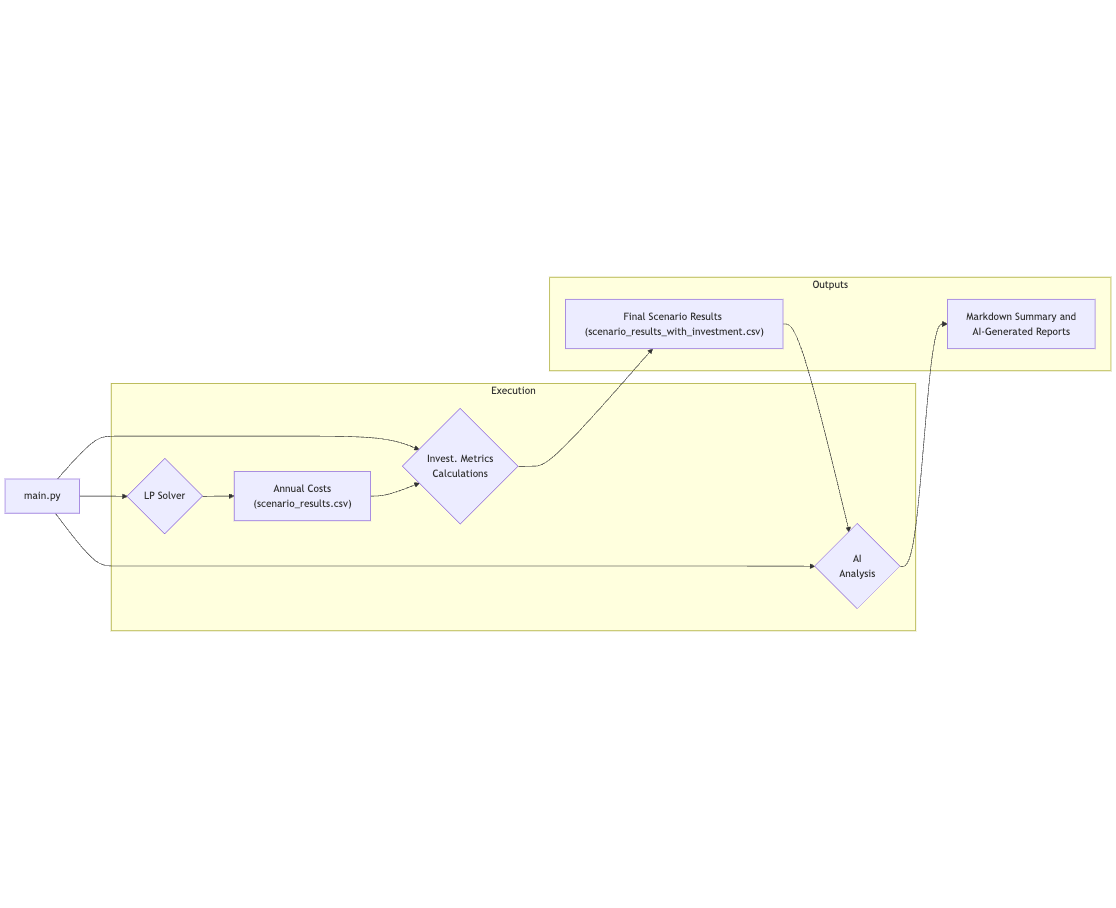 Outputs
Final Scenario Results
(scenario_results_with_investment.csv)
Markdown Summary and
AI-Generated Reports
Execution
main.py
LP Solver
Annual Costs
(scenario_results.csv)
Invest. Metrics
Calculations
AI
Analysis